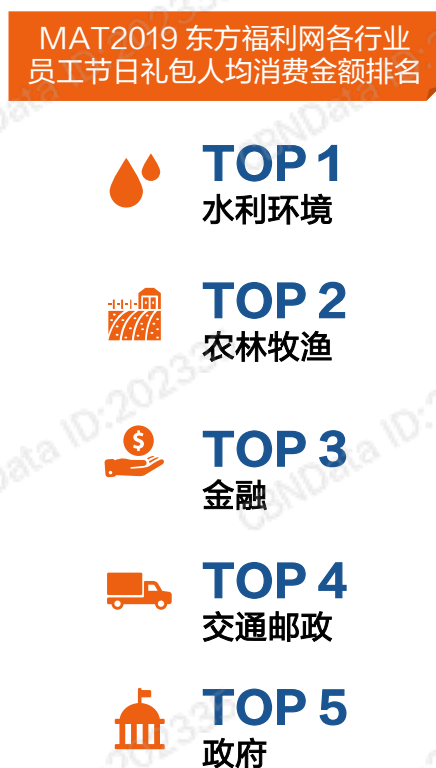 MAT2019 东方福利网各行业
员工节日礼包人均消费金额排名
TOP 1
水利环境
TOP 2
农林牧渔
TOP 3
金融
TOP 4
交通邮政
TOP 5
政府